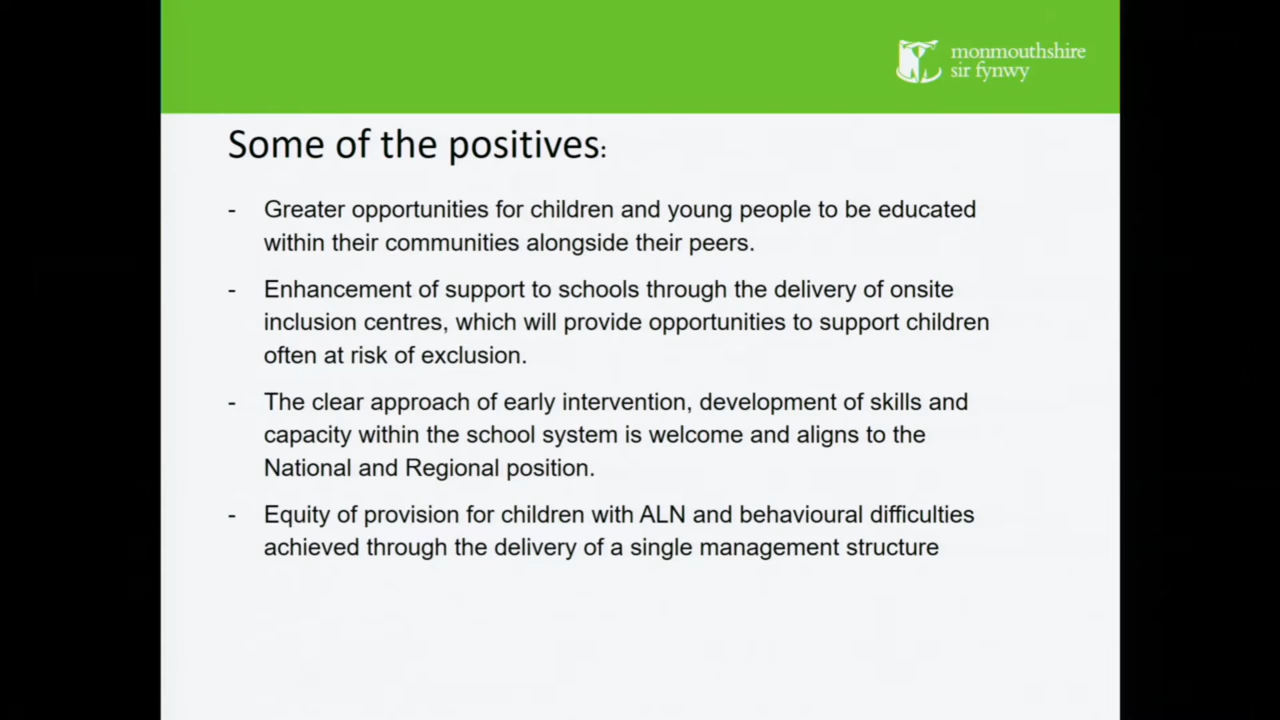 monmouthshire
sir fynwy
Some of the positives:
- Greater opportunities for children and young people to be educated
within their communities alongside their peers.
- Enhancement of support to schools through the delivery of onsite
inclusion centres, which will provide opportunities to support children
often at risk of exclusion.
- The clear approach of early intervention, development of skills and
capacity within the school system is welcome and aligns to the
National and Regional position.
- Equity of provision for children with ALN and behavioural difficulties
achieved through the delivery of a single management structure